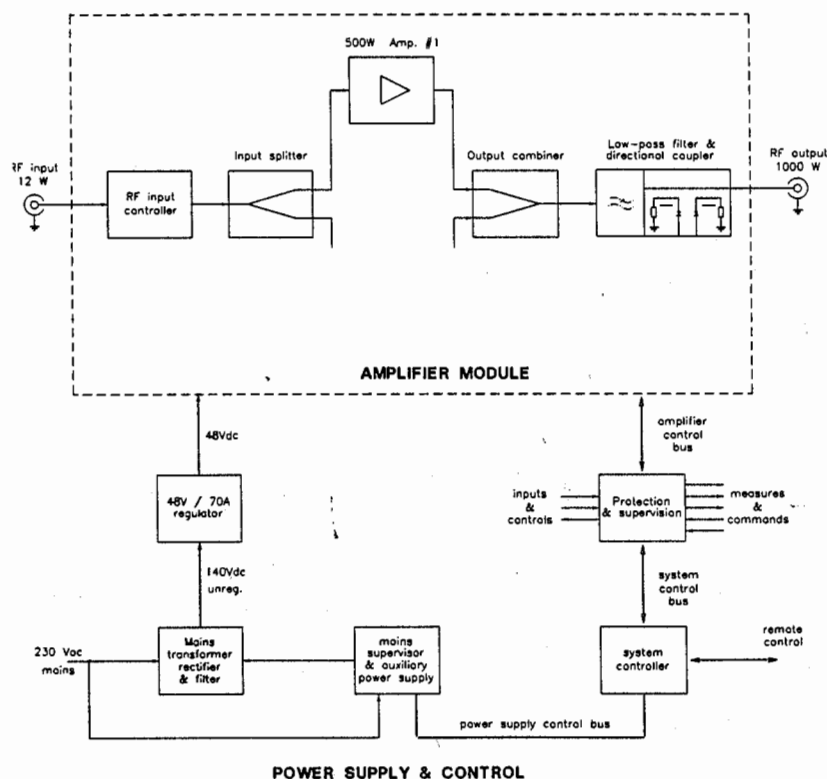 500W Amp. #1
Input splitter
Output combiner
Low-pass filter &
directional coupler
RF input
12 W
RF output
1000 W
RF input
controller
AMPLIFIER MODULE
48Vdc
amplifier
control
bus
48V / 70A
regulator
inputs
&
controls
Protection
& supervision
measures
&
commands
140Vdc
unreg.
system
control
bus
230 Vac
mains
Mains
transformer
rectifier
& filter
mains
supervisor
& auxiliary
power supply
system
controller
remote
control
power supply control bus
POWER SUPPLY & CONTROL